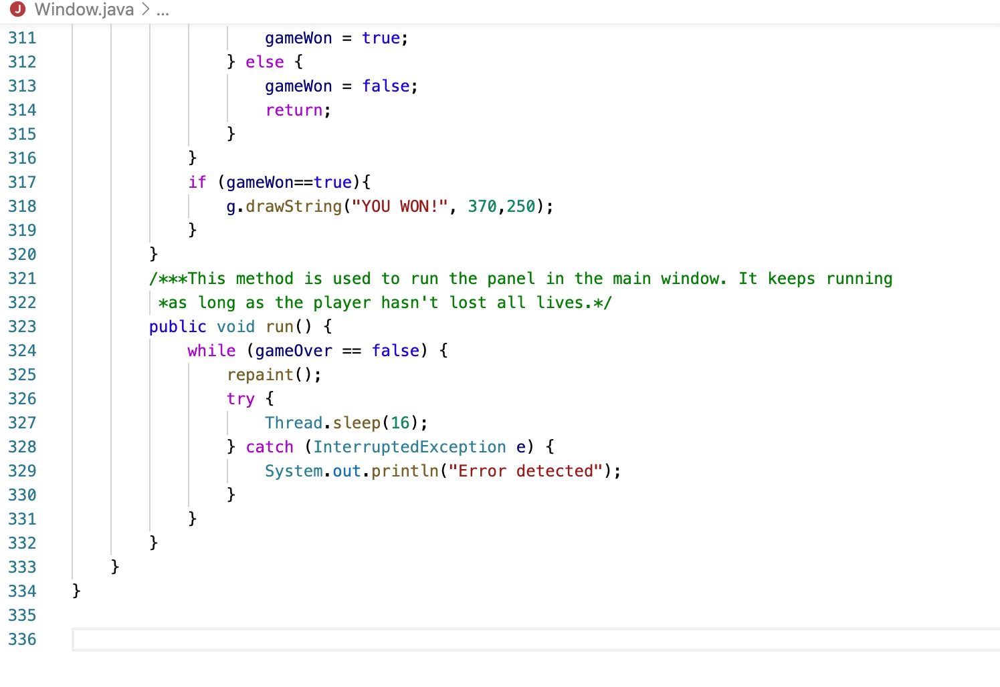 J Window.java > ...
311 gameWon = true;
312 } else {
313 gameWon = false;
314 return;
315 }
316 }
317 if (gameWon==true){
318 g.drawString("YOU WON!", 370,250);
319 }
320 }
321 /***This method is used to run the panel in the main window. It keeps running
322 *as long as the player hasn't lost all lives.*/
323 public void run() {
324 while (gameOver == false) {
325 repaint();
326 try {
327 Thread.sleep(16);
328 } catch (InterruptedException e) {
329 System.out.println("Error detected");
330 }
331 }
332 }
333 }
334 }
335
336